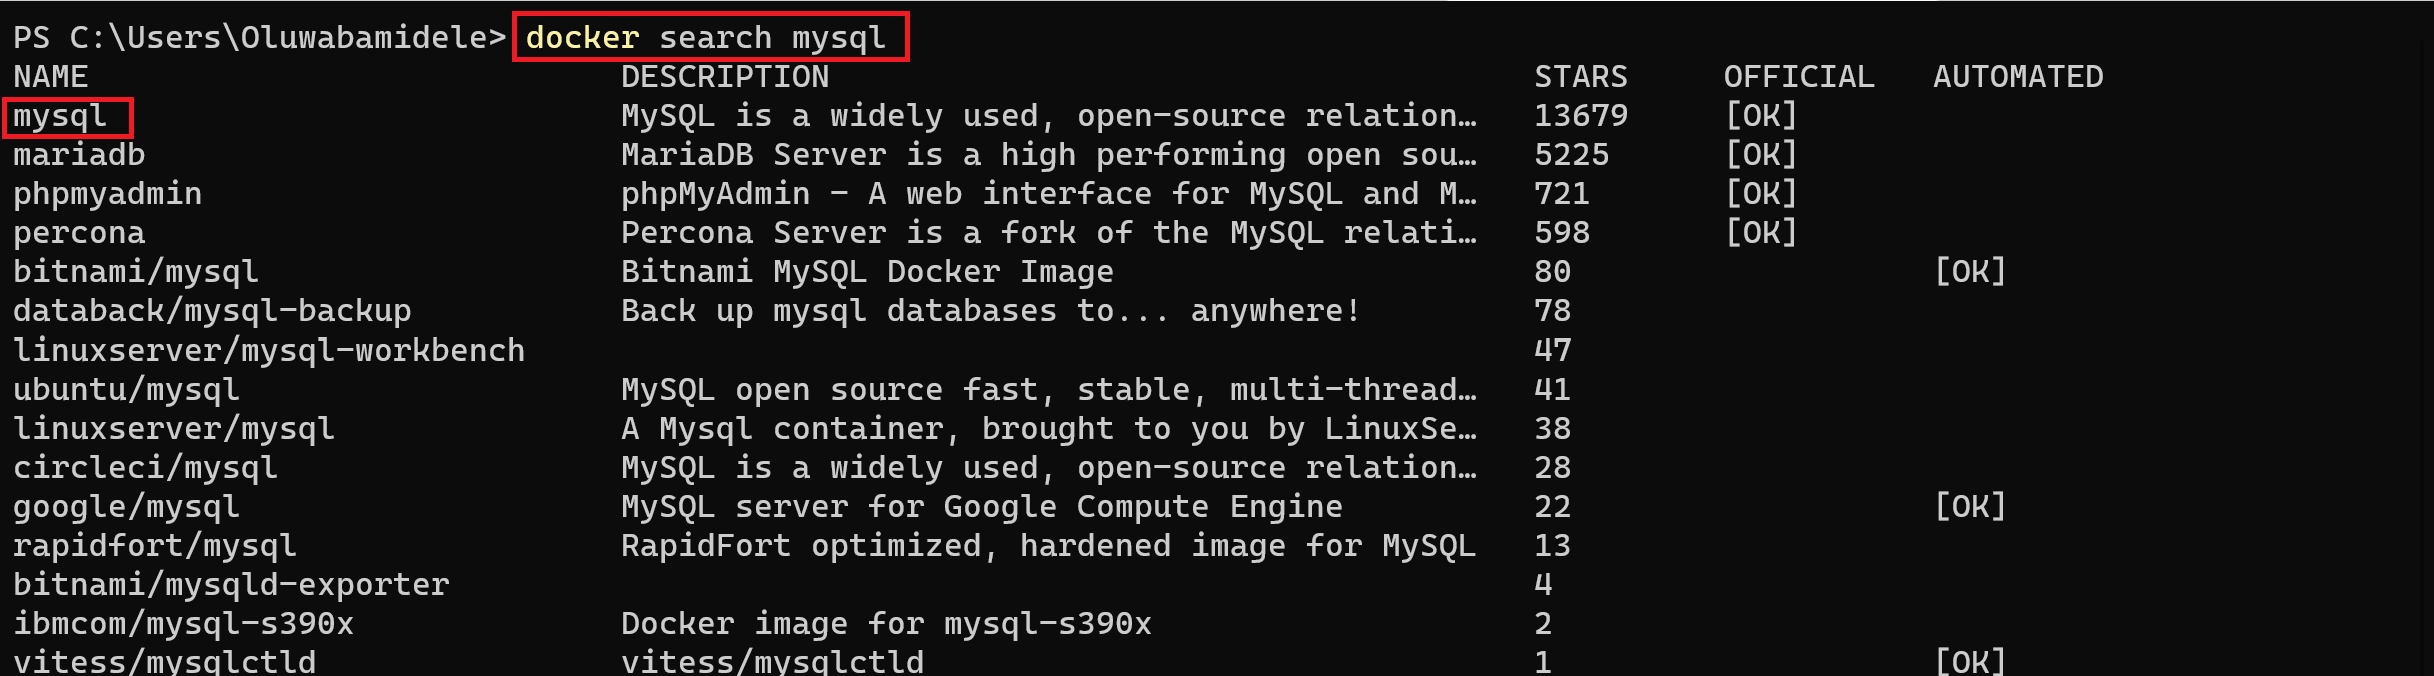 PS C:\Users\Oluwabamidele> docker search mysql
NAME DESCRIPTION STARS OFFICIAL AUTOMATED
mysql MySQL is a widely used, open-source relation… 13679 [OK]
mariadb MariaDB Server is a high performing open sou… 5225 [OK]
phpmyadmin phpMyAdmin - A web interface for MySQL and M… 721 [OK]
percona Percona Server is a fork of the MySQL relati… 598 [OK]
bitnami/mysql Bitnami MySQL Docker Image 80 [OK]
databack/mysql-backup Back up mysql databases to... anywhere! 78
linuxserver/mysql-workbench 47
ubuntu/mysql MySQL open source fast, stable, multi-thread… 41
linuxserver/mysql A Mysql container, brought to you by LinuxSe… 38
circleci/mysql MySQL is a widely used, open-source relation… 28
google/mysql MySQL server for Google Compute Engine 22 [OK]
rapidfort/mysql RapidFort optimized, hardened image for MySQL 13
bitnami/mysqld-exporter 4
ibmcom/mysql-s390x Docker image for mysql-s390x 2
vitess/mysqlctld vitess/mysqlctld 1 [OK]